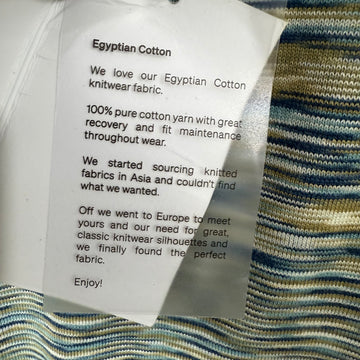 Egyptian Cotton
We love our Egyptian Cotton
knitwear fabric.
100% pure cotton yarn with great
recovery and fit maintenance
throughout wear.
We started sourcing knitted
fabrics in Asia and couldn't find
what we wanted.
Off we went to Europe to meet
yours and our need for great,
classic knitwear silhouettes and
we finally found the perfect
fabric.
Enjoy!